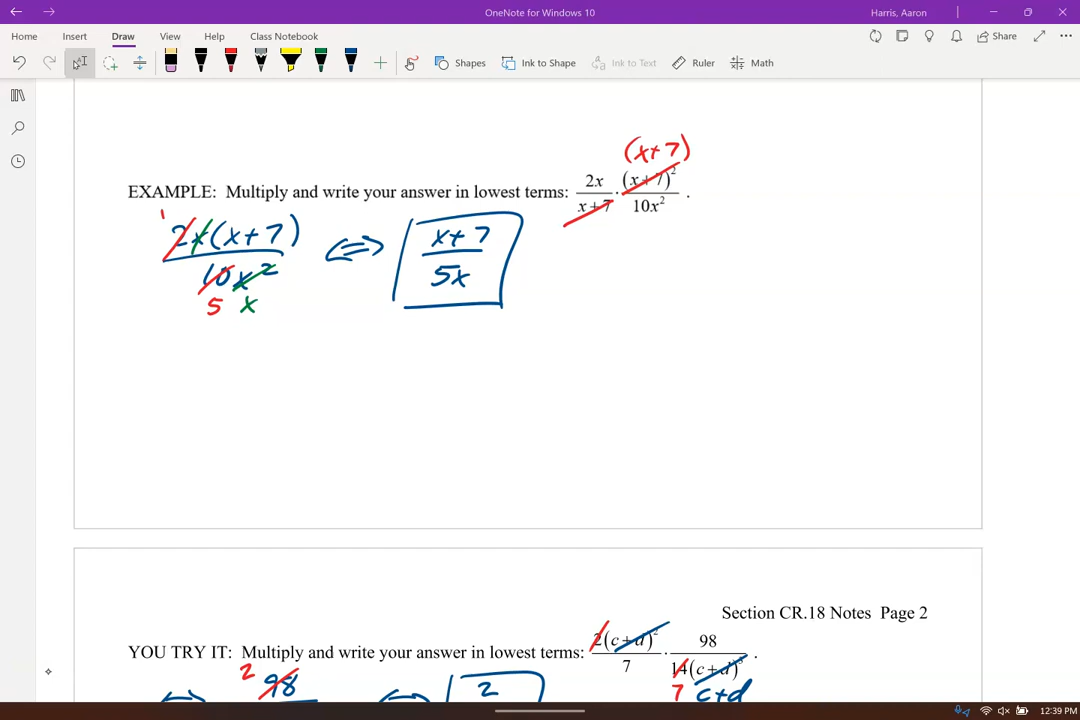 OneNote for Windows 10
Harris, Aaron
Home Insert Draw View Help Class Notebook
Share
Shapes Ink to Shape Ink to Text Ruler Math
(x+7)
EXAMPLE: Multiply and write your answer in lowest terms: 2x/(x+7) · (x+7)²/10x² .
1
2x(x+7)/10x² ⟺ x+7/5x
5 x
Section CR.18 Notes Page 2
YOU TRY IT: Multiply and write your answer in lowest terms: 2(c+d)²/7 · 98/14(c+d)³ .
2 7 c+d
⟺ 98 ⟺ 2
12:39 PM